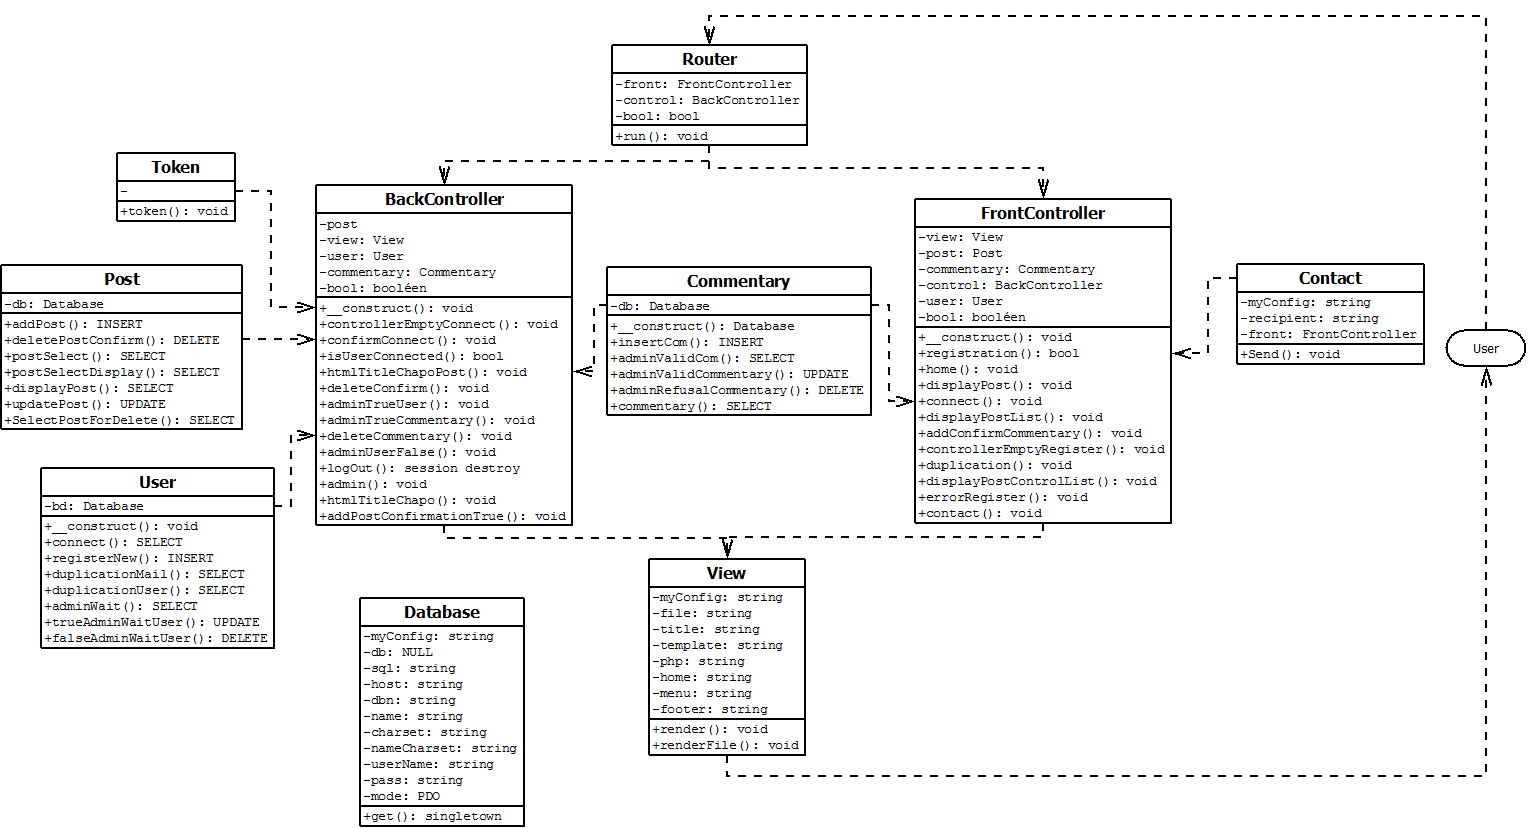 Router
-front: FrontController
-control: BackController
-bool: bool
+run(): void
Token
-
+token(): void
BackController
-post
-view: View
-user: User
-commentary: Commentary
-bool: booléen
+__construct(): void
+controllerEmptyConnect(): void
+confirmConnect(): void
+isUserConnected(): bool
+htmlTitleChapoPost(): void
+deleteConfirm(): void
+adminTrueUser(): void
+adminTrueCommentary(): void
+deleteCommentary(): void
+adminUserFalse(): void
+logOut(): session destroy
+admin(): void
+htmlTitleChapo(): void
+addPostConfirmationTrue(): void
FrontController
-view: View
-post: Post
-commentary: Commentary
-control: BackController
-user: User
-bool: booléen
+__construct(): void
+registration(): bool
+home(): void
+displayPost(): void
+connect(): void
+displayPostList(): void
+addConfirmCommentary(): void
+controllerEmptyRegister(): void
+duplication(): void
+displayPostControlList(): void
+errorRegister(): void
+contact(): void
Post
-db: Database
+addPost(): INSERT
+deletePostConfirm(): DELETE
+postSelect(): SELECT
+postSelectDisplay(): SELECT
+displayPost(): SELECT
+updatePost(): UPDATE
+SelectPostForDelete(): SELECT
Commentary
-db: Database
+__construct(): Database
+insertCom(): INSERT
+adminValidCom(): SELECT
+adminValidCommentary(): UPDATE
+adminRefusalCommentary(): DELETE
+commentary(): SELECT
Contact
-myConfig: string
-recipient: string
-front: FrontController
+Send(): void
User
User
-bd: Database
+__construct(): void
+connect(): SELECT
+registerNew(): INSERT
+duplicationMail(): SELECT
+duplicationUser(): SELECT
+adminWait(): SELECT
+trueAdminWaitUser(): UPDATE
+falseAdminWaitUser(): DELETE
View
-myConfig: string
-file: string
-title: string
-template: string
-php: string
-home: string
-menu: string
-footer: string
+render(): void
+renderFile(): void
Database
-myConfig: string
-db: NULL
-sql: string
-host: string
-dbn: string
-name: string
-charset: string
-nameCharset: string
-userName: string
-pass: string
-mode: PDO
+get(): singletown